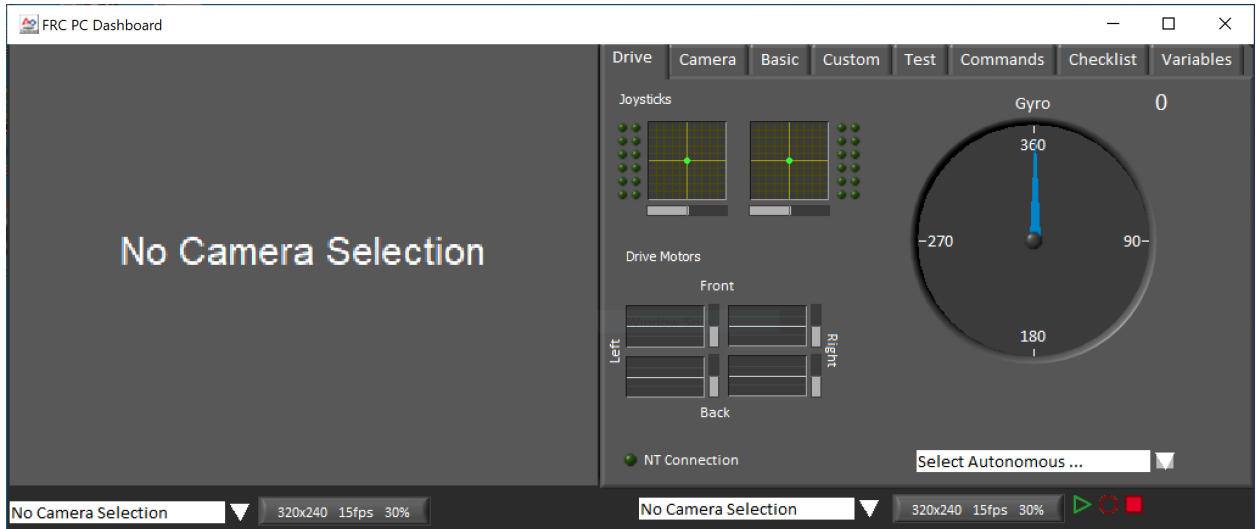 FRC PC Dashboard
No Camera Selection
Drive Camera Basic Custom Test Commands Checklist Variables
Joysticks
Gyro 0
360
270 90
180
Drive Motors
Front
Left Right
Back
NT Connection
Select Autonomous ...
No Camera Selection 320x240 15fps 30%
No Camera Selection 320x240 15fps 30%